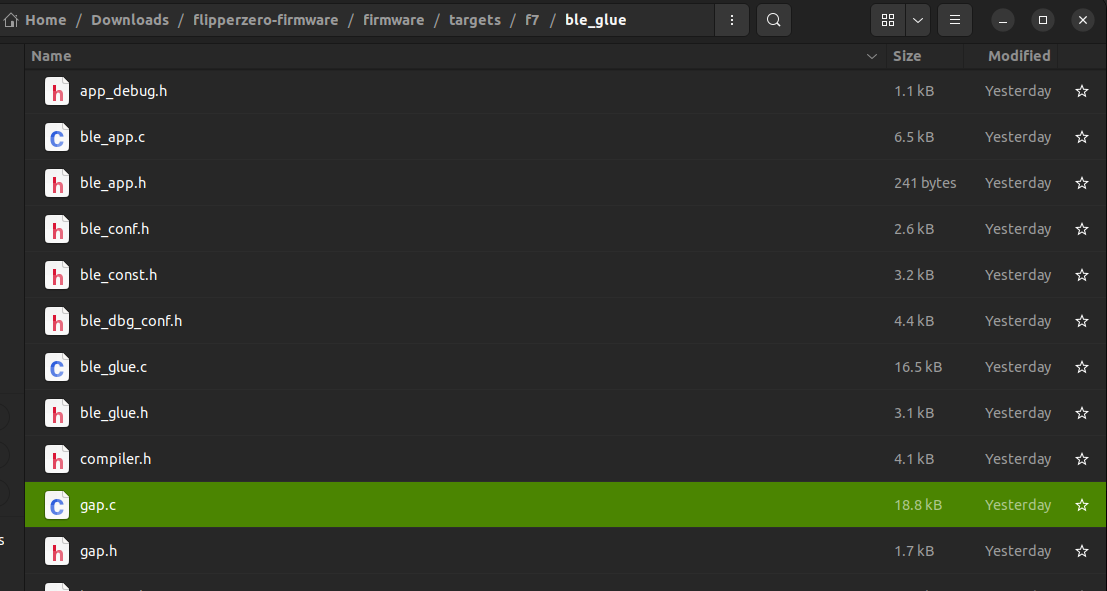 Home / Downloads / flipperzero-firmware / firmware / targets / f7 / ble_glue
Name Size Modified
h app_debug.h 1.1 kB Yesterday
C ble_app.c 6.5 kB Yesterday
h ble_app.h 241 bytes Yesterday
h ble_conf.h 2.6 kB Yesterday
h ble_const.h 3.2 kB Yesterday
h ble_dbg_conf.h 4.4 kB Yesterday
C ble_glue.c 16.5 kB Yesterday
h ble_glue.h 3.1 kB Yesterday
h compiler.h 4.1 kB Yesterday
C gap.c 18.8 kB Yesterday
s
h gap.h 1.7 kB Yesterday